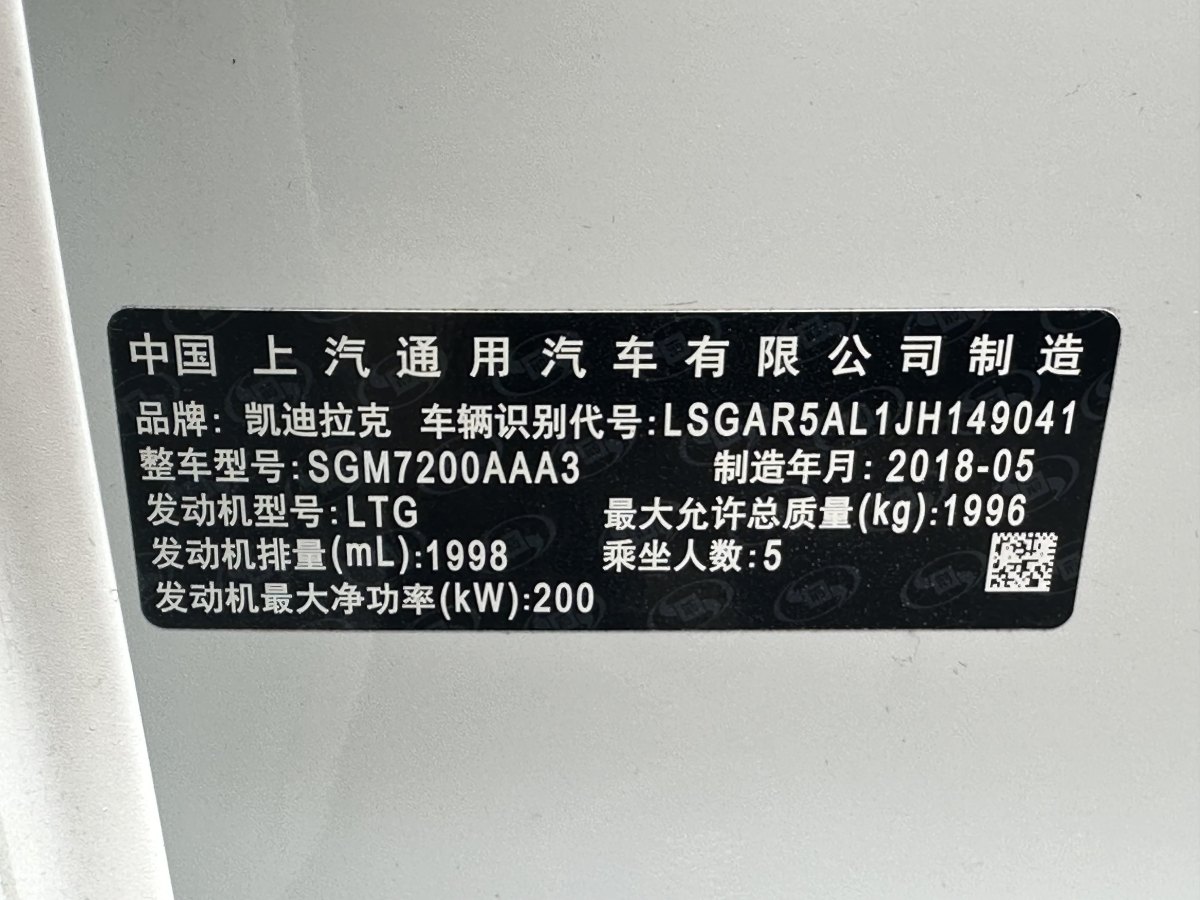 中国 上汽通用汽车有限公司制造
品牌: 凯迪拉克 车辆识别代号:LSGAR5AL1JH149041
整车型号:SGM7200AAA3 制造年月: 2018-05
发动机型号:LTG 最大允许总质量(kg):1996
发动机排量(mL):1998 乘坐人数:5
发动机最大净功率(kW):200